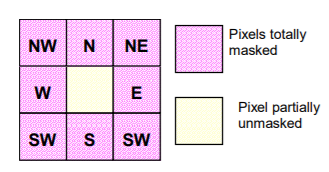 NW N NE
W E
SW S SW
Pixels totally
masked
Pixel partially
unmasked